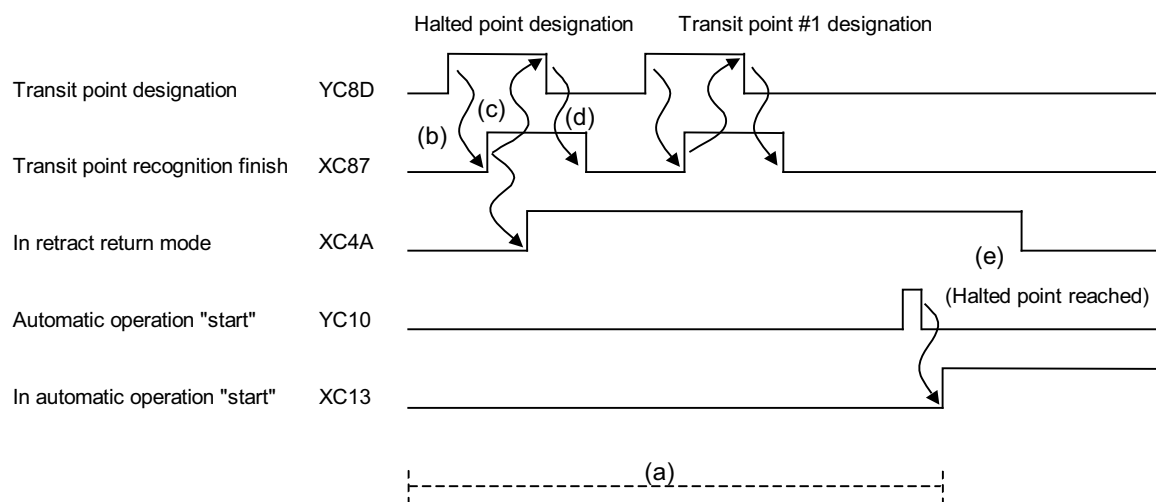 Halted point designation Transit point #1 designation
Transit point designation YC8D
(b) (c) (d)
Transit point recognition finish XC87
In retract return mode XC4A
(e)
(Halted point reached)
Automatic operation "start" YC10
In automatic operation "start" XC13
(a)